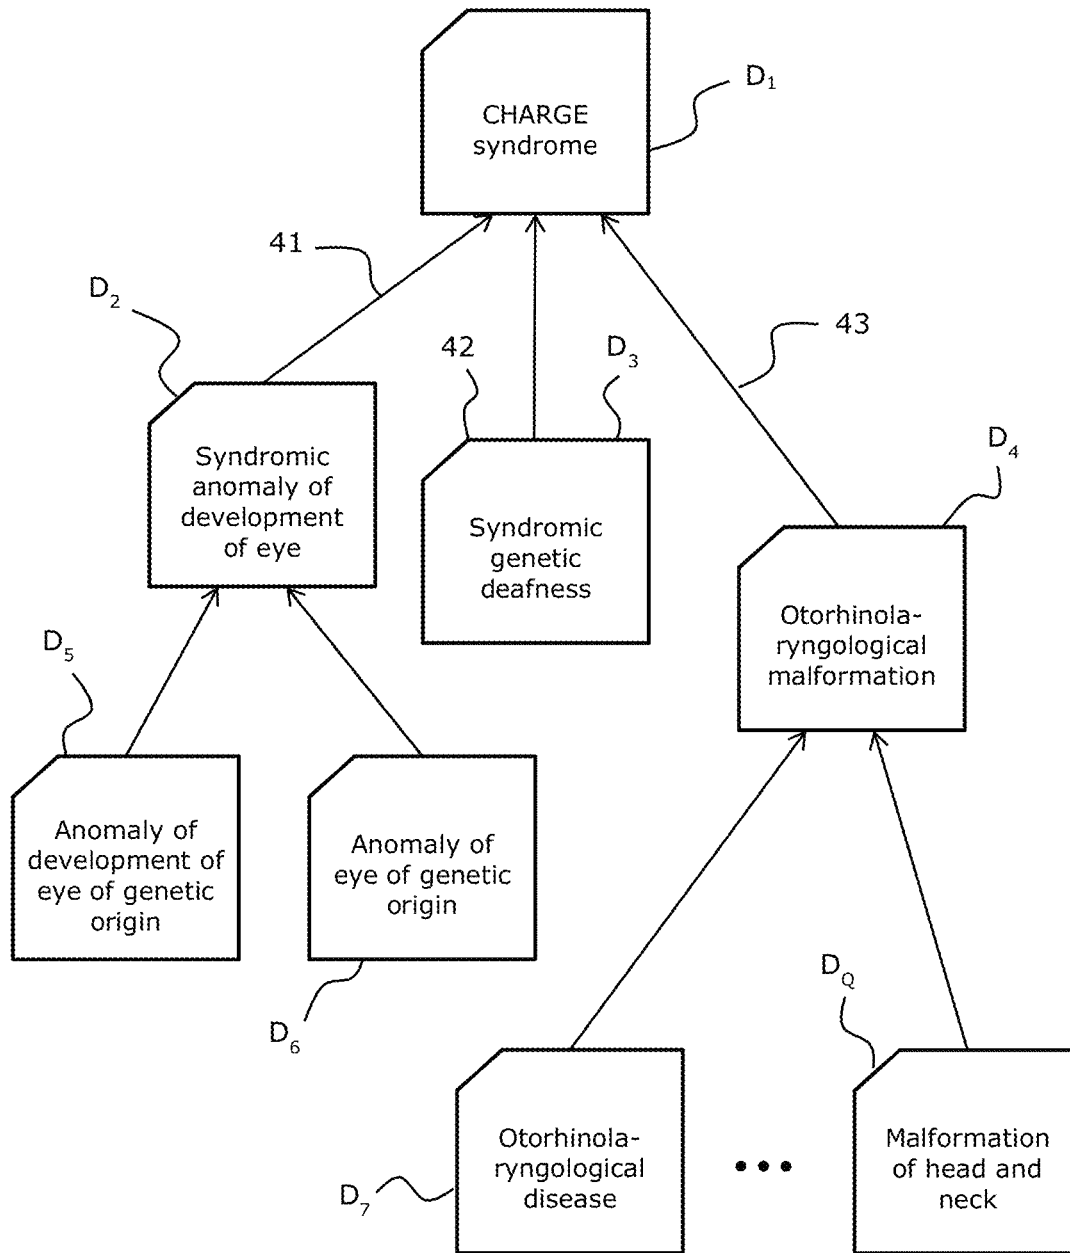 D₁
CHARGE
syndrome
41
D₂
43
42
D₃
D₄
Syndromic
anomaly of
development
of eye
Syndromic
genetic
deafness
Otorhinola-
ryngological
malformation
D₅
Anomaly of
development of
eye of genetic
origin
Anomaly of
eye of genetic
origin
D₆
D_Q
Otorhinola-
ryngological
disease
•••
Malformation
of head and
neck
D₇